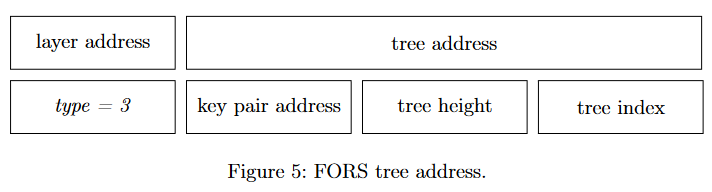 layer address tree address
type = 3 key pair address tree height tree index
Figure 5: FORS tree address.